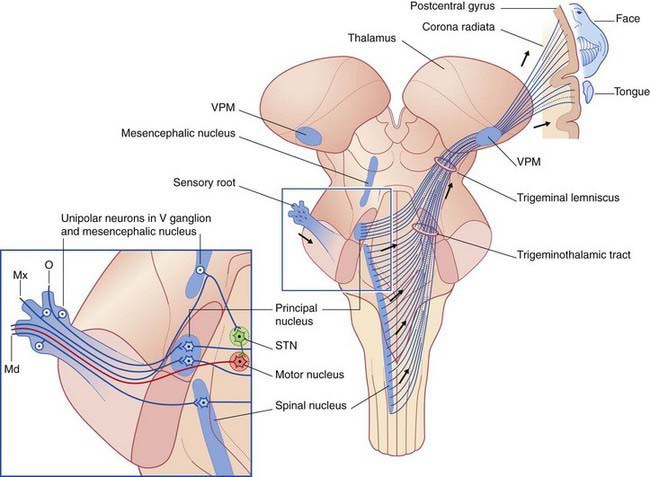 Postcentral gyrus
Corona radiata
Face
Thalamus
Tongue
VPM
Mesencephalic nucleus
VPM
Sensory root
Trigeminal lemniscus
Unipolar neurons in V ganglion
and mesencephalic nucleus
Trigeminothalamic tract
Mx
O
Principal
nucleus
STN
Md
Motor nucleus
Spinal nucleus